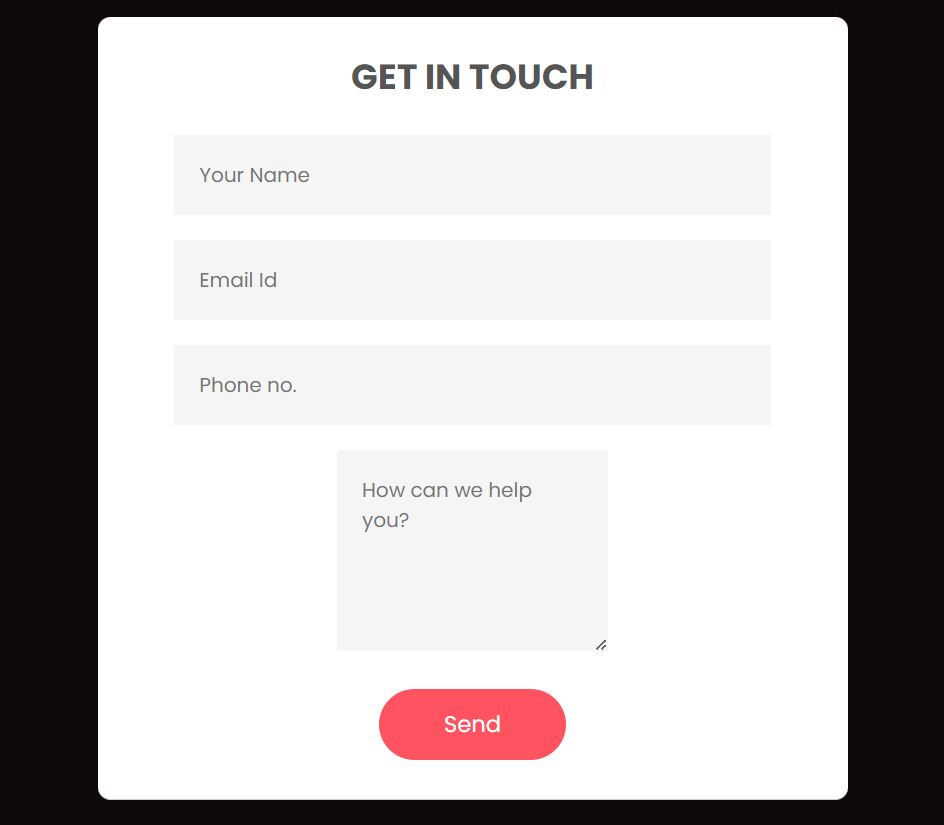 GET IN TOUCH
Your Name
Email Id
Phone no.
How can we help
you?
Send